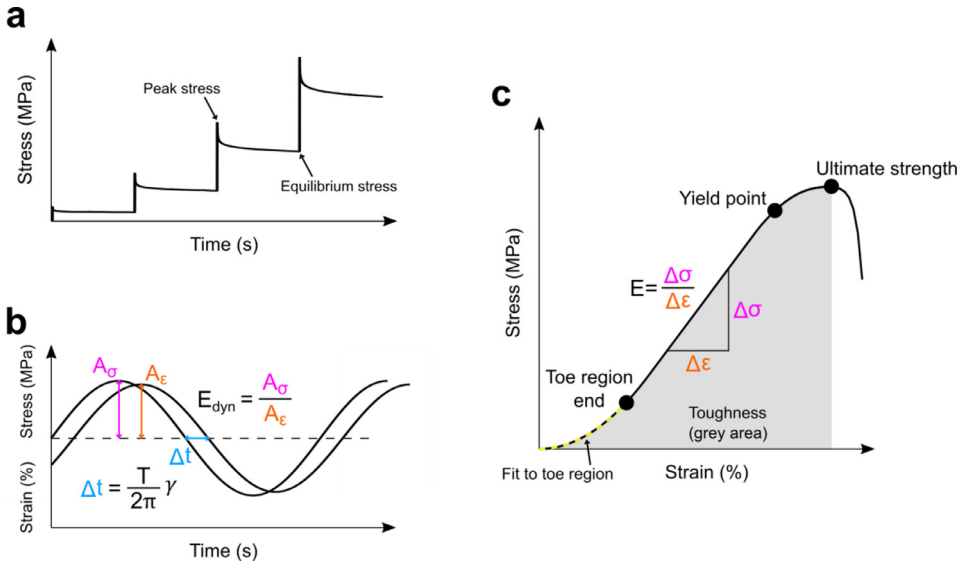 a
Stress (MPa)
Peak stress
Equilibrium stress
Time (s)
b
Stress (MPa)
Strain (%)
Aσ
Aε
Edyn = Aσ / Aε
Δt
Δt = T / 2π γ
Time (s)
c
Stress (MPa)
Ultimate strength
Yield point
E= Δσ / Δε
Δσ
Δε
Toe region
end
Toughness
(grey area)
Fit to toe region
Strain (%)